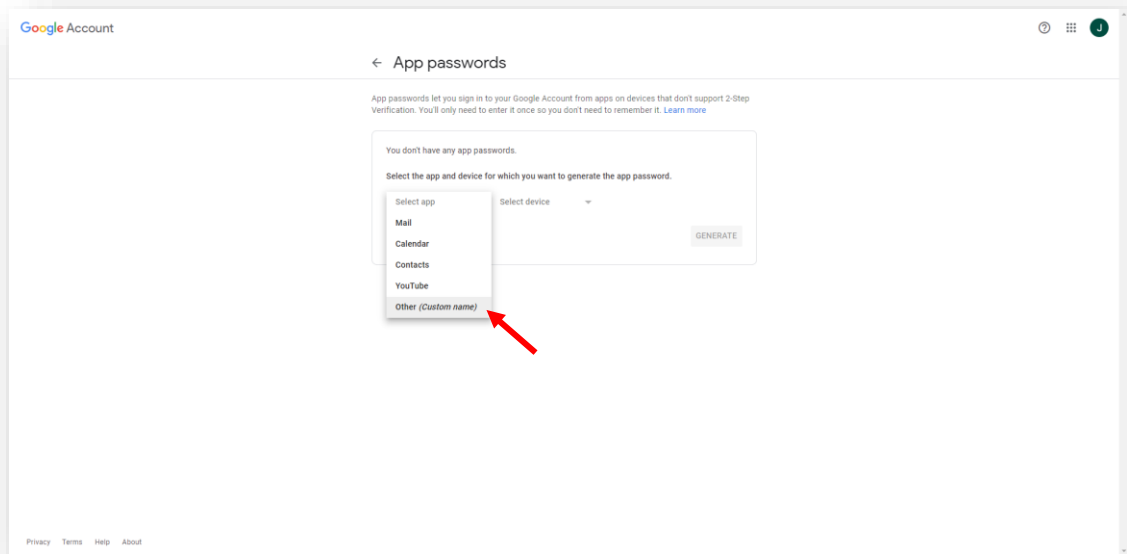 Google Account
J
App passwords
App passwords let you sign in to your Google Account from apps on devices that don't support 2-Step
Verification. You'll only need to enter it once so you don't need to remember it. Learn more
You don't have any app passwords.
Select the app and device for which you want to generate the app password.
Select app
Select device
Mail
Calendar
Contacts
YouTube
Other (Custom name)
GENERATE
Privacy Terms Help About